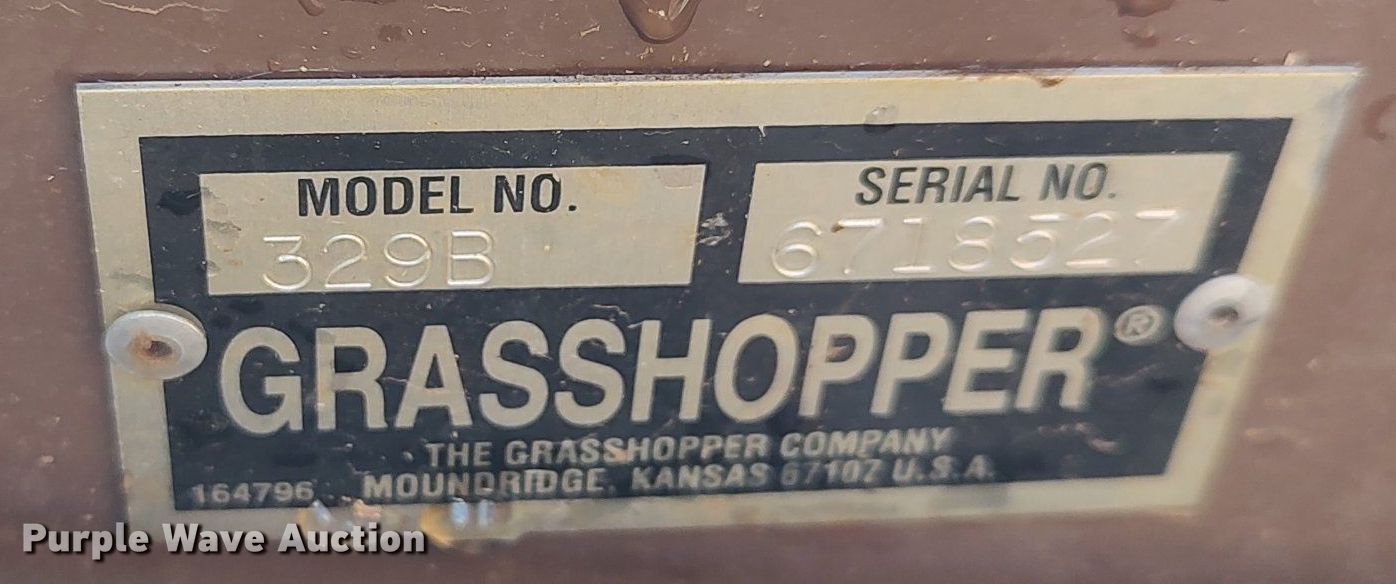 MODEL NO.
329B
SERIAL NO.
6718527
GRASSHOPPER®
THE GRASSHOPPER COMPANY
164796
MOUNDRIDGE, KANSAS 67107 U.S.A.
Purple Wave Auction